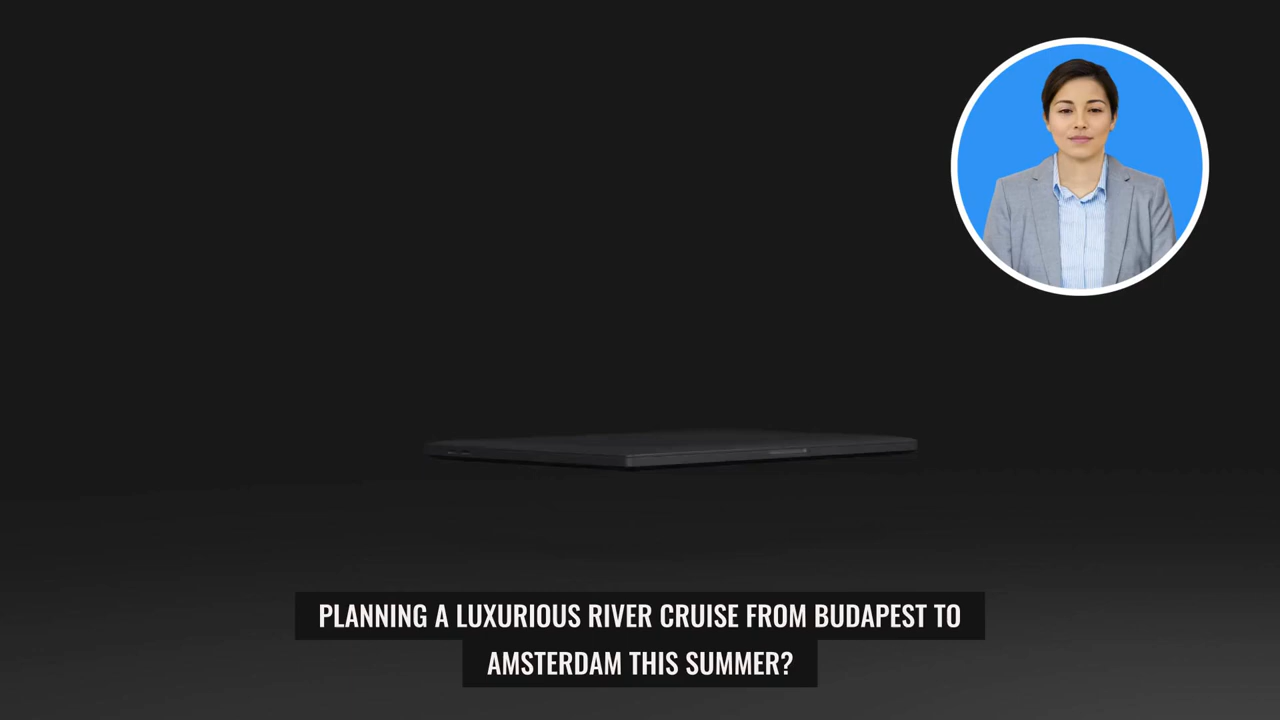 PLANNING A LUXURIOUS RIVER CRUISE FROM BUDAPEST TO
AMSTERDAM THIS SUMMER?